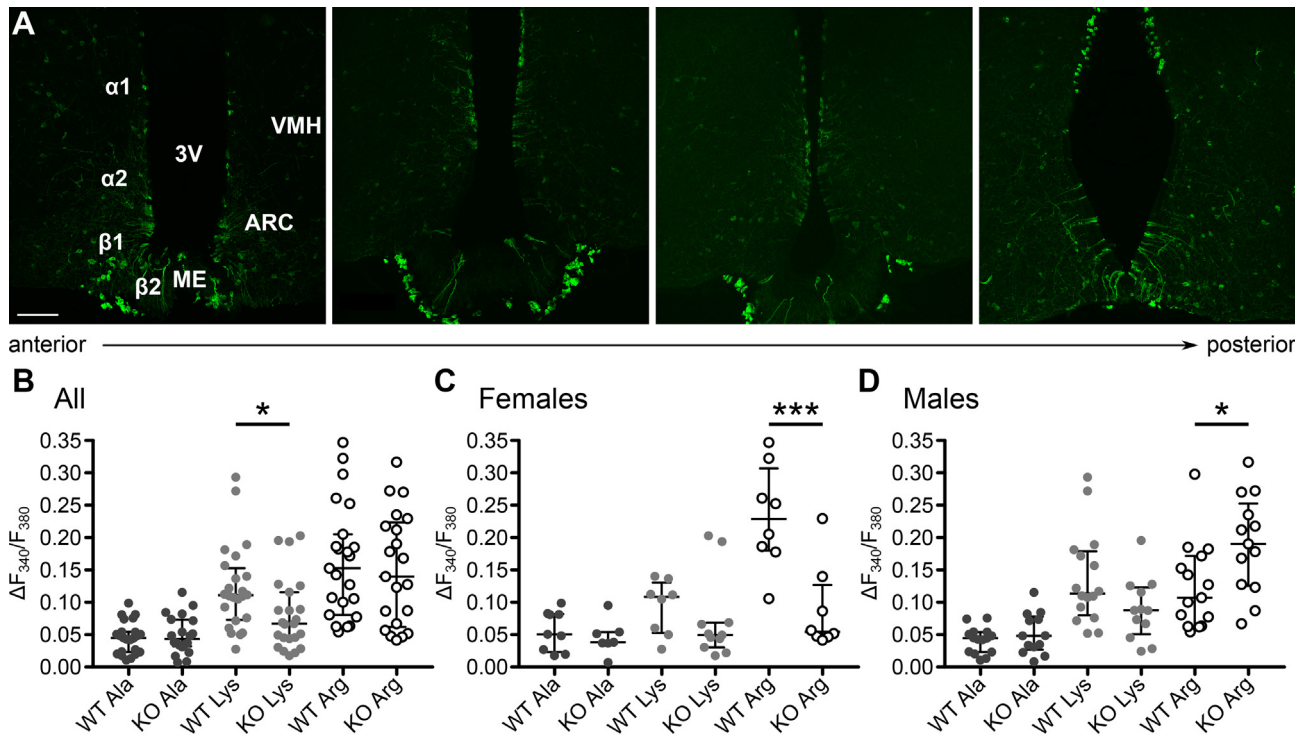 A
α1
α2
β1
β2
3V
ME
VMH
ARC
anterior
posterior
B All
*
ΔF340/F380
0.35
0.30
0.25
0.20
0.15
0.10
0.05
0.00
WT Ala
KO Ala
WT Lys
KO Lys
WT Arg
KO Arg
C Females
***
ΔF340/F380
0.35
0.30
0.25
0.20
0.15
0.10
0.05
0.00
WT Ala
KO Ala
WT Lys
KO Lys
WT Arg
KO Arg
D Males
*
ΔF340/F380
0.35
0.30
0.25
0.20
0.15
0.10
0.05
0.00
WT Ala
KO Ala
WT Lys
KO Lys
WT Arg
KO Arg